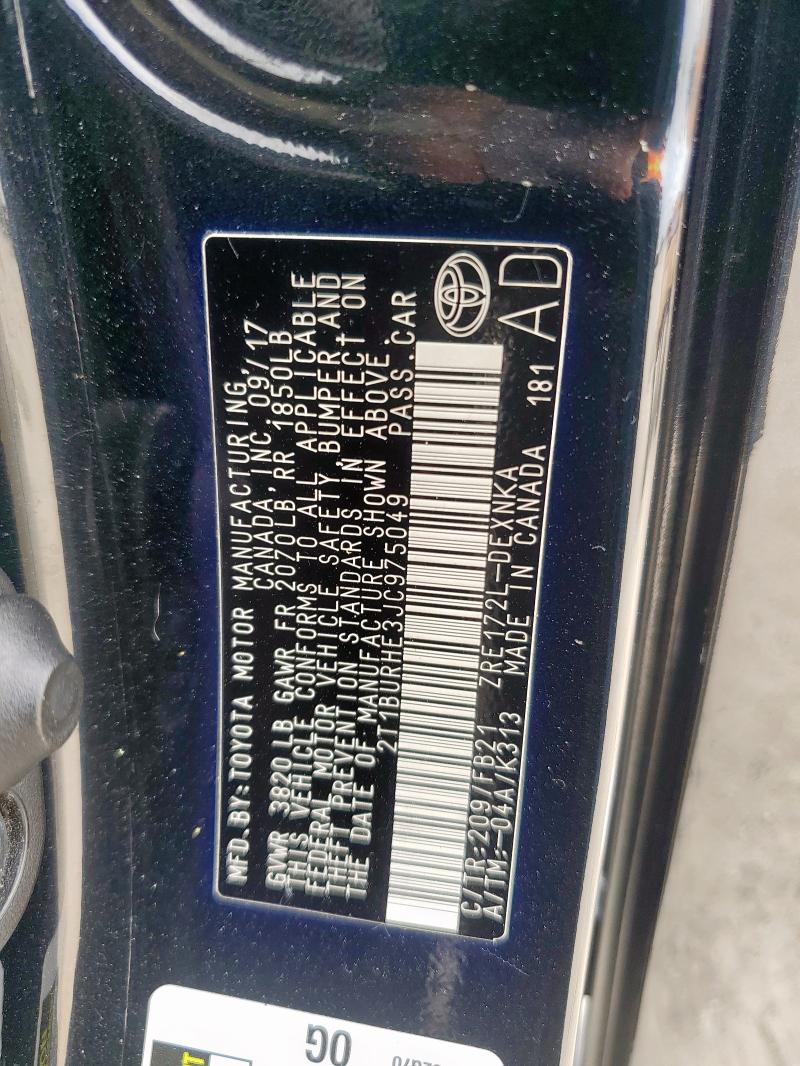 MFD.BY:TOYOTA MOTOR MANUFACTURING,
CANADA,INC 09/17
GVWR 3820 LB GAWR FR 2070LB,RR 1850LB
THIS VEHICLE CONFORMS TO ALL APPLICABLE
FEDERAL MOTOR VEHICLE SAFETY BUMPER,AND
THEFT PREVENTION STANDARDS IN EFFECT ON
THE DATE OF MANUFACTURE SHOWN ABOVE.
2T1BURHE3JC975049 PASS.CAR
C/TR:209/FB21 ZRE172L-DEXNKA
A/TM:-04A/K313 MADE IN CANADA 181 AD